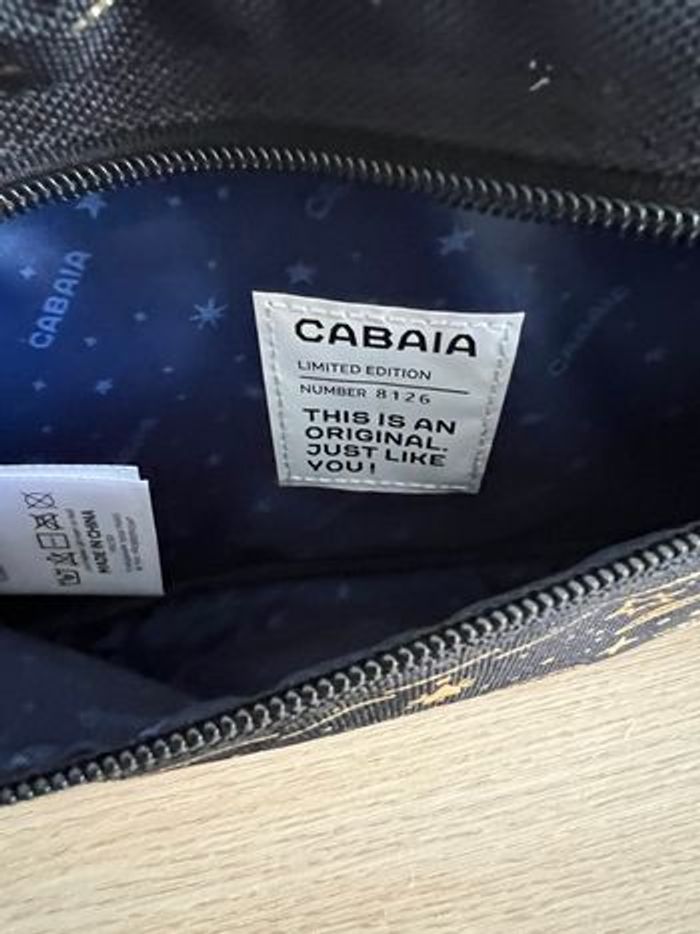 CABAIA
CABAIA
LIMITED EDITION
NUMBER 8126
THIS IS AN
ORIGINAL.
JUST LIKE
YOU!
MADE IN CHINA